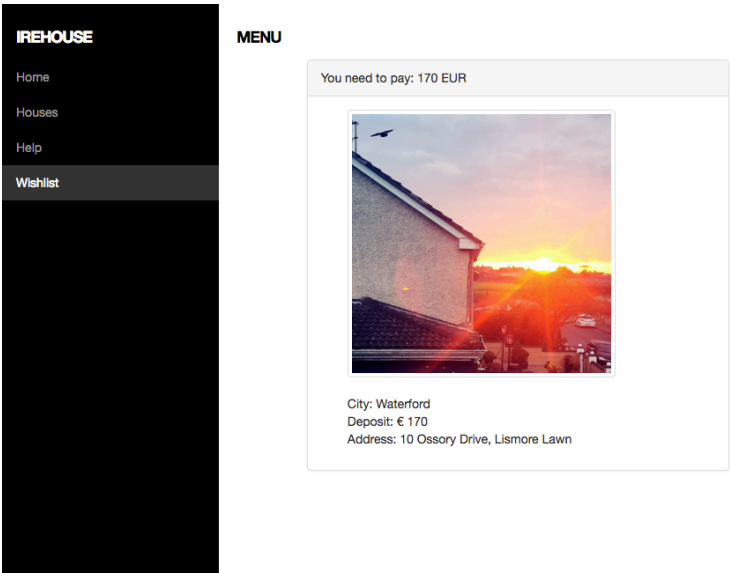 IREHOUSE
Home
Houses
Help
Wishlist
MENU
You need to pay: 170 EUR
City: Waterford
Deposit: € 170
Address: 10 Ossory Drive, Lismore Lawn